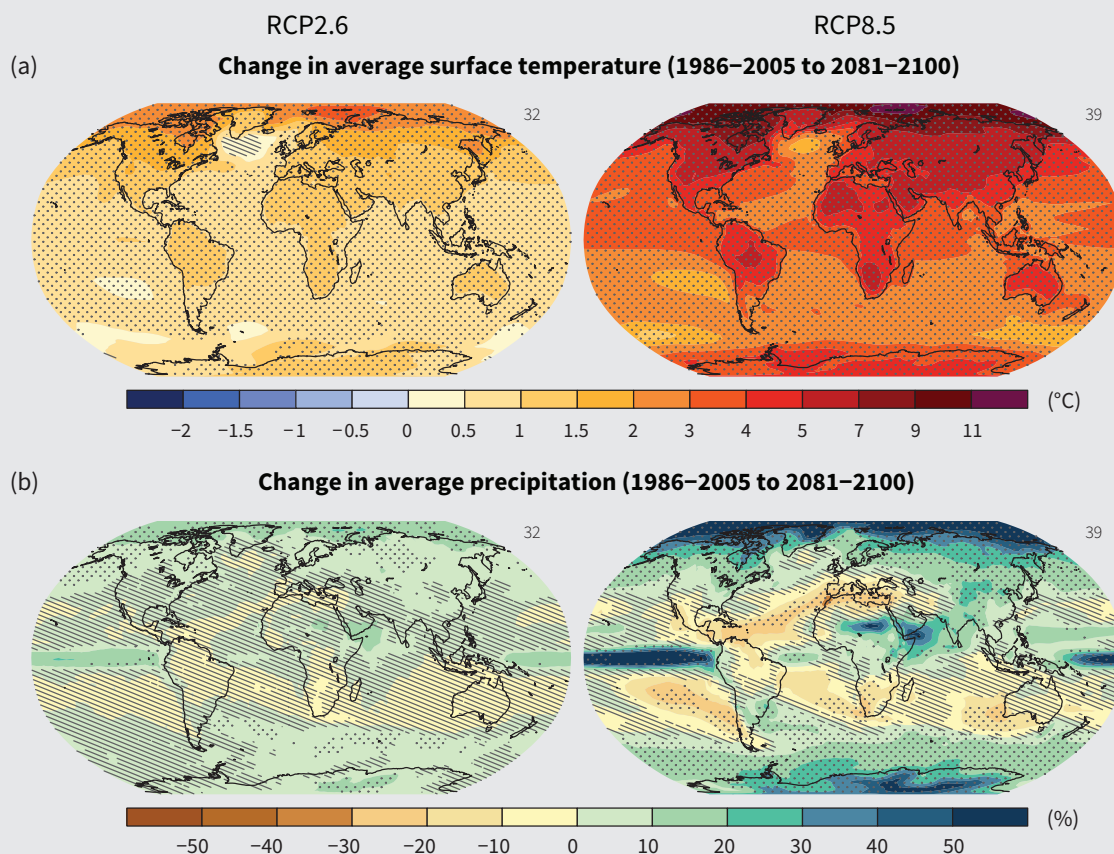 RCP2.6 RCP8.5
(a) Change in average surface temperature (1986−2005 to 2081−2100)
32 39
(°C)
−2 −1.5 −1 −0.5 0 0.5 1 1.5 2 3 4 5 7 9 11
(b) Change in average precipitation (1986−2005 to 2081−2100)
32 39
(%)
−50 −40 −30 −20 −10 0 10 20 30 40 50